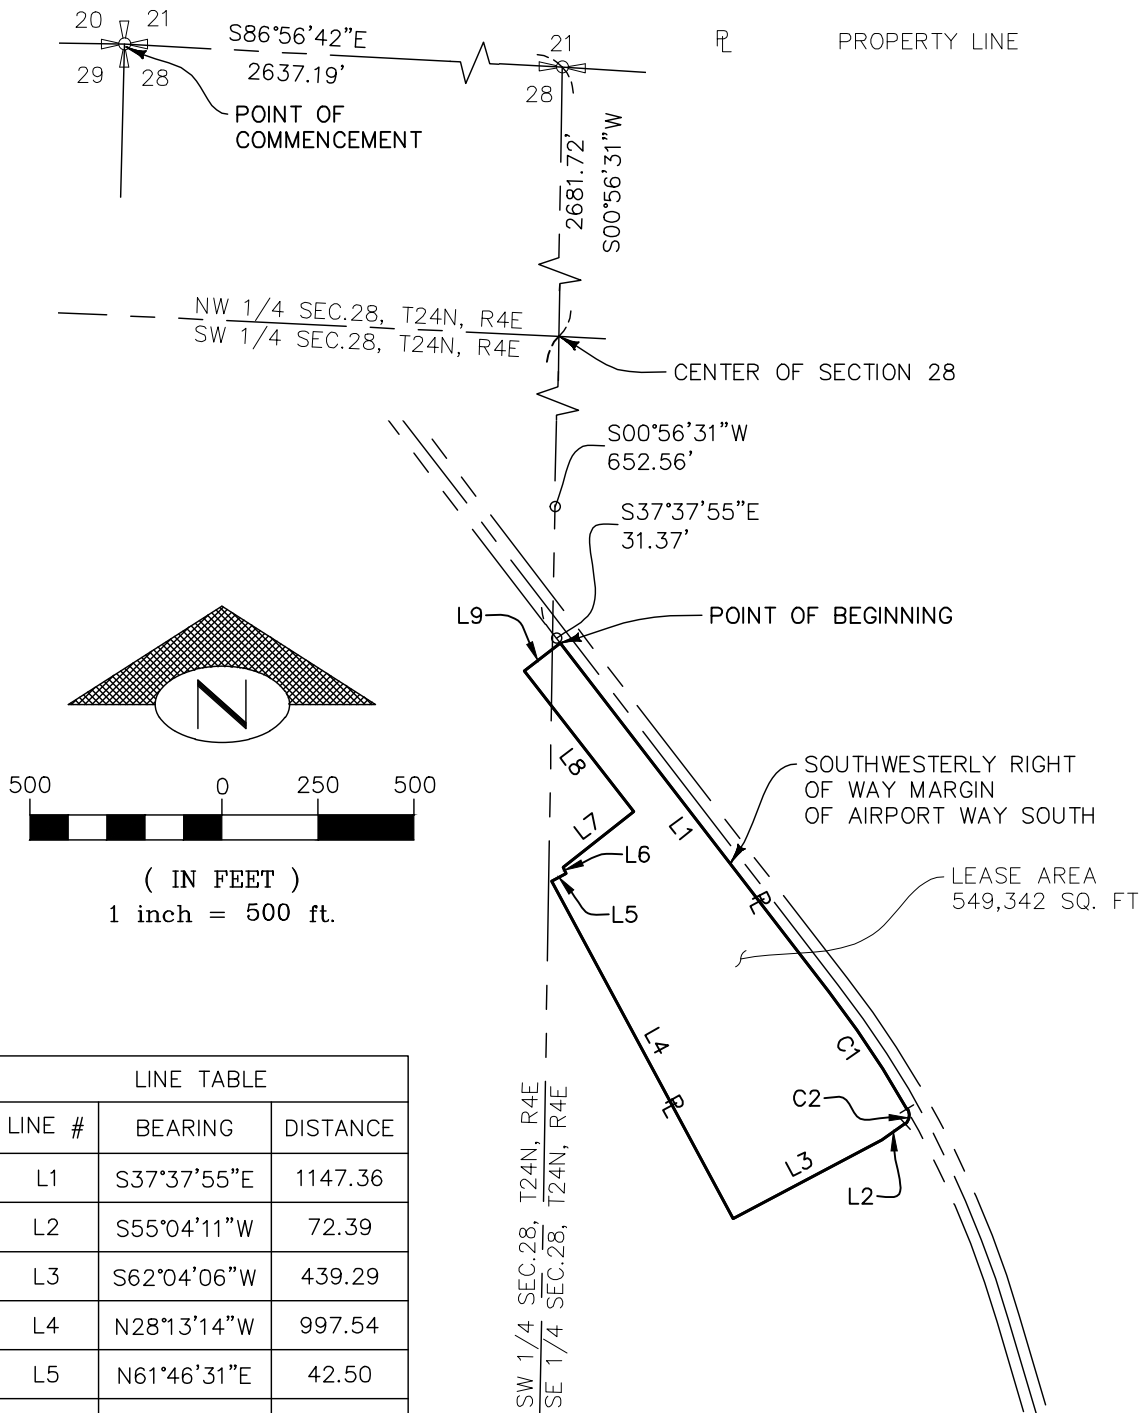 20 21
29 28
S86°56'42"E
2637.19'
POINT OF
COMMENCEMENT
21
28
PL PROPERTY LINE
2681.72'
S00°56'31"W
NW 1/4 SEC.28, T24N, R4E
SW 1/4 SEC.28, T24N, R4E
CENTER OF SECTION 28
S00°56'31"W
652.56'
S37°37'55"E
31.37'
L9
POINT OF BEGINNING
N
L8
L7
L1
L6
L5
SOUTHWESTERLY RIGHT
OF WAY MARGIN
OF AIRPORT WAY SOUTH
500 0 250 500
( IN FEET )
1 inch = 500 ft.
PL
LEASE AREA
549,342 SQ. FT
L4
PL
C1
C2
L3
L2
SW 1/4 SEC.28, T24N, R4E
SE 1/4 SEC.28, T24N, R4E
LINE TABLE
LINE # BEARING DISTANCE
L1 S37°37'55"E 1147.36
L2 S55°04'11"W 72.39
L3 S62°04'06"W 439.29
L4 N28°13'14"W 997.54
L5 N61°46'31"E 42.50